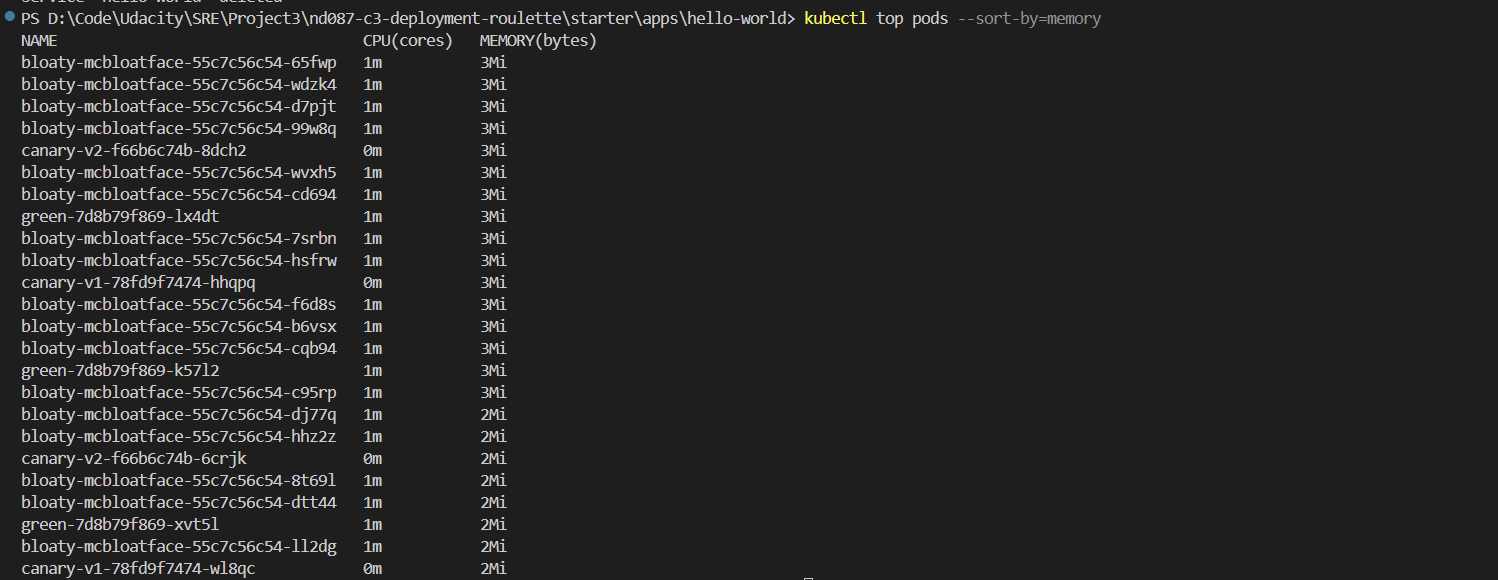 service "hello-world" deleted
PS D:\Code\Udacity\SRE\Project3\nd087-c3-deployment-roulette\starter\apps\hello-world> kubectl top pods --sort-by=memory
NAME CPU(cores) MEMORY(bytes)
bloaty-mcbloatface-55c7c56c54-65fwp 1m 3Mi
bloaty-mcbloatface-55c7c56c54-wdzk4 1m 3Mi
bloaty-mcbloatface-55c7c56c54-d7pjt 1m 3Mi
bloaty-mcbloatface-55c7c56c54-99w8q 1m 3Mi
canary-v2-f66b6c74b-8dch2 0m 3Mi
bloaty-mcbloatface-55c7c56c54-wvxh5 1m 3Mi
bloaty-mcbloatface-55c7c56c54-cd694 1m 3Mi
green-7d8b79f869-lx4dt 1m 3Mi
bloaty-mcbloatface-55c7c56c54-7srbn 1m 3Mi
bloaty-mcbloatface-55c7c56c54-hsfrw 1m 3Mi
canary-v1-78fd9f7474-hhqpq 0m 3Mi
bloaty-mcbloatface-55c7c56c54-f6d8s 1m 3Mi
bloaty-mcbloatface-55c7c56c54-b6vsx 1m 3Mi
bloaty-mcbloatface-55c7c56c54-cqb94 1m 3Mi
green-7d8b79f869-k57l2 1m 3Mi
bloaty-mcbloatface-55c7c56c54-c95rp 1m 3Mi
bloaty-mcbloatface-55c7c56c54-dj77q 1m 2Mi
bloaty-mcbloatface-55c7c56c54-hhz2z 1m 2Mi
canary-v2-f66b6c74b-6crjk 0m 2Mi
bloaty-mcbloatface-55c7c56c54-8t69l 1m 2Mi
bloaty-mcbloatface-55c7c56c54-dtt44 1m 2Mi
green-7d8b79f869-xvt5l 1m 2Mi
bloaty-mcbloatface-55c7c56c54-ll2dg 1m 2Mi
canary-v1-78fd9f7474-wl8qc 0m 2Mi